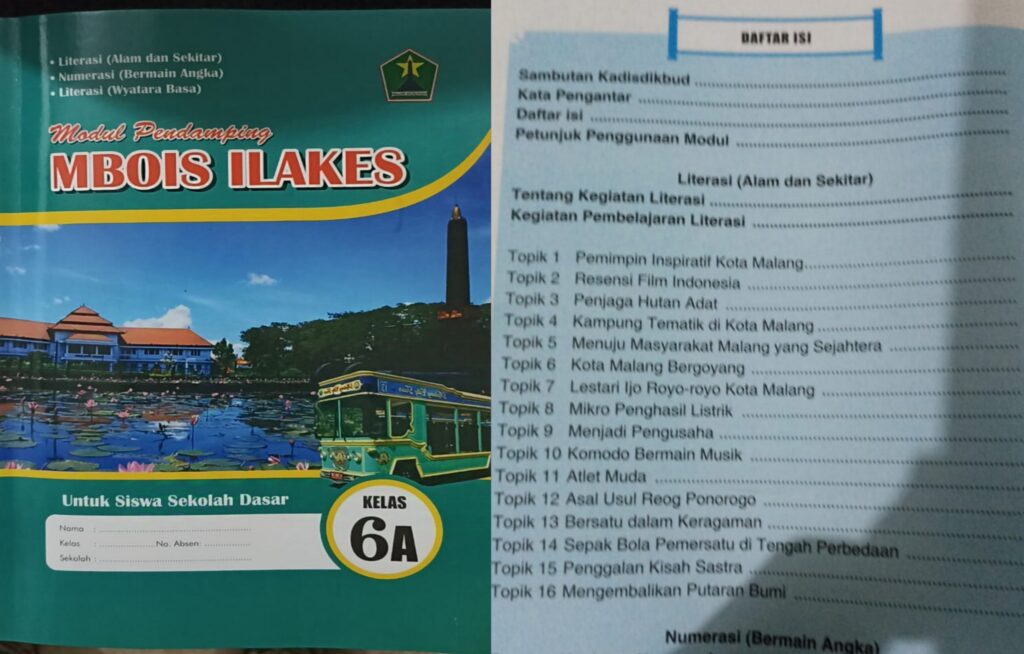 • Literasi (Alam dan Sekitar)
• Numerasi (Bermain Angka)
• Literasi (Wyatara Basa)
Modul Pendamping
MBOIS ILAKES
Untuk Siswa Sekolah Dasar
Nama :
Kelas : No. Absen:
Sekolah :
KELAS
6A
DAFTAR ISI
Sambutan Kadisdikbud
Kata Pengantar
Daftar isi
Petunjuk Penggunaan Modul
Literasi (Alam dan Sekitar)
Tentang Kegiatan Literasi
Kegiatan Pembelajaran Literasi
Topik 1 Pemimpin Inspiratif Kota Malang
Topik 2 Resensi Film Indonesia
Topik 3 Penjaga Hutan Adat
Topik 4 Kampung Tematik di Kota Malang
Topik 5 Menuju Masyarakat Malang yang Sejahtera
Topik 6 Kota Malang Bergoyang
Topik 7 Lestari Ijo Royo-royo Kota Malang
Topik 8 Mikro Penghasil Listrik
Topik 9 Menjadi Pengusaha
Topik 10 Komodo Bermain Musik
Topik 11 Atlet Muda
Topik 12 Asal Usul Reog Ponorogo
Topik 13 Bersatu dalam Keragaman
Topik 14 Sepak Bola Pemersatu di Tengah Perbedaan
Topik 15 Penggalan Kisah Sastra
Topik 16 Mengembalikan Putaran Bumi
Numerasi (Bermain Angka)